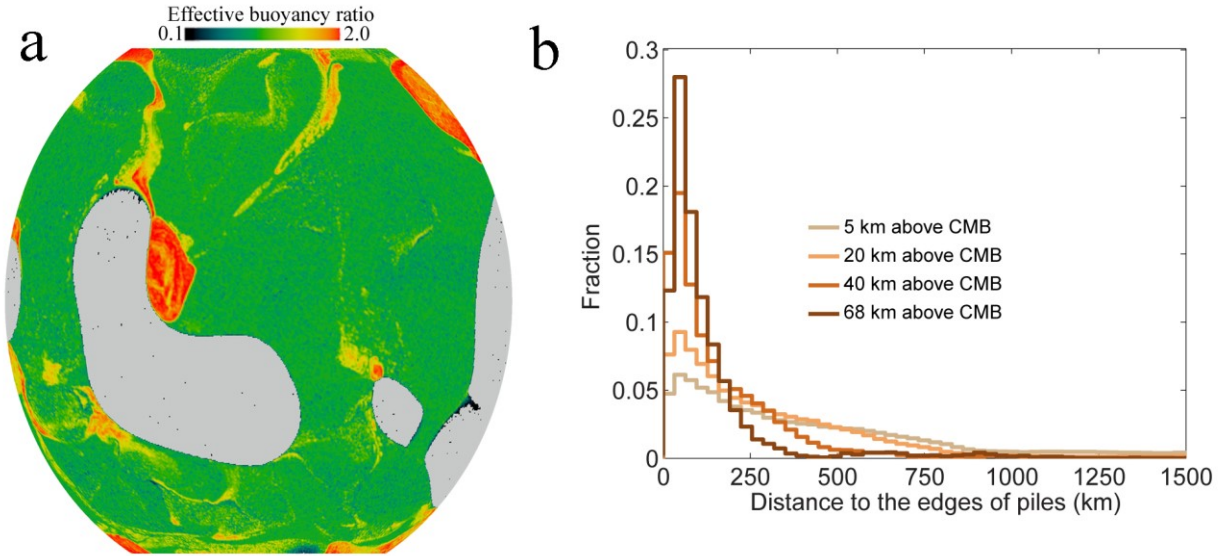 a
Effective buoyancy ratio
0.1 2.0
b
0.3
0.25
0.2
0.15
0.1
0.05
0
Fraction
5 km above CMB
20 km above CMB
40 km above CMB
68 km above CMB
0 250 500 750 1000 1250 1500
Distance to the edges of piles (km)